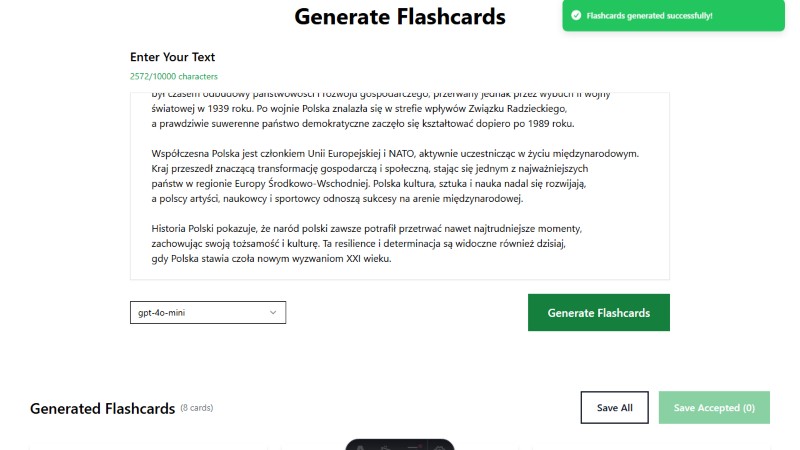 Generate Flashcards
Flashcards generated successfully!
Enter Your Text
2572/10000 characters
był czasem odbudowy państwowości i rozwoju gospodarczego, przerwany jednak przez wybuch II wojny
światowej w 1939 roku. Po wojnie Polska znalazła się w strefie wpływów Związku Radzieckiego,
a prawdziwie suwerenne państwo demokratyczne zaczęło się kształtować dopiero po 1989 roku.
Współczesna Polska jest członkiem Unii Europejskiej i NATO, aktywnie uczestnicząc w życiu międzynarodowym.
Kraj przeszedł znaczącą transformację gospodarczą i społeczną, stając się jednym z najważniejszych
państw w regionie Europy Środkowo-Wschodniej. Polska kultura, sztuka i nauka nadal się rozwijają,
a polscy artyści, naukowcy i sportowcy odnoszą sukcesy na arenie międzynarodowej.
Historia Polski pokazuje, że naród polski zawsze potrafił przetrwać nawet najtrudniejsze momenty,
zachowując swoją tożsamość i kulturę. Ta resilience i determinacja są widoczne również dzisiaj,
gdy Polska stawia czoła nowym wyzwaniom XXI wieku.
gpt-4o-mini
Generate Flashcards
Generated Flashcards (8 cards)
Save All
Save Accepted (0)